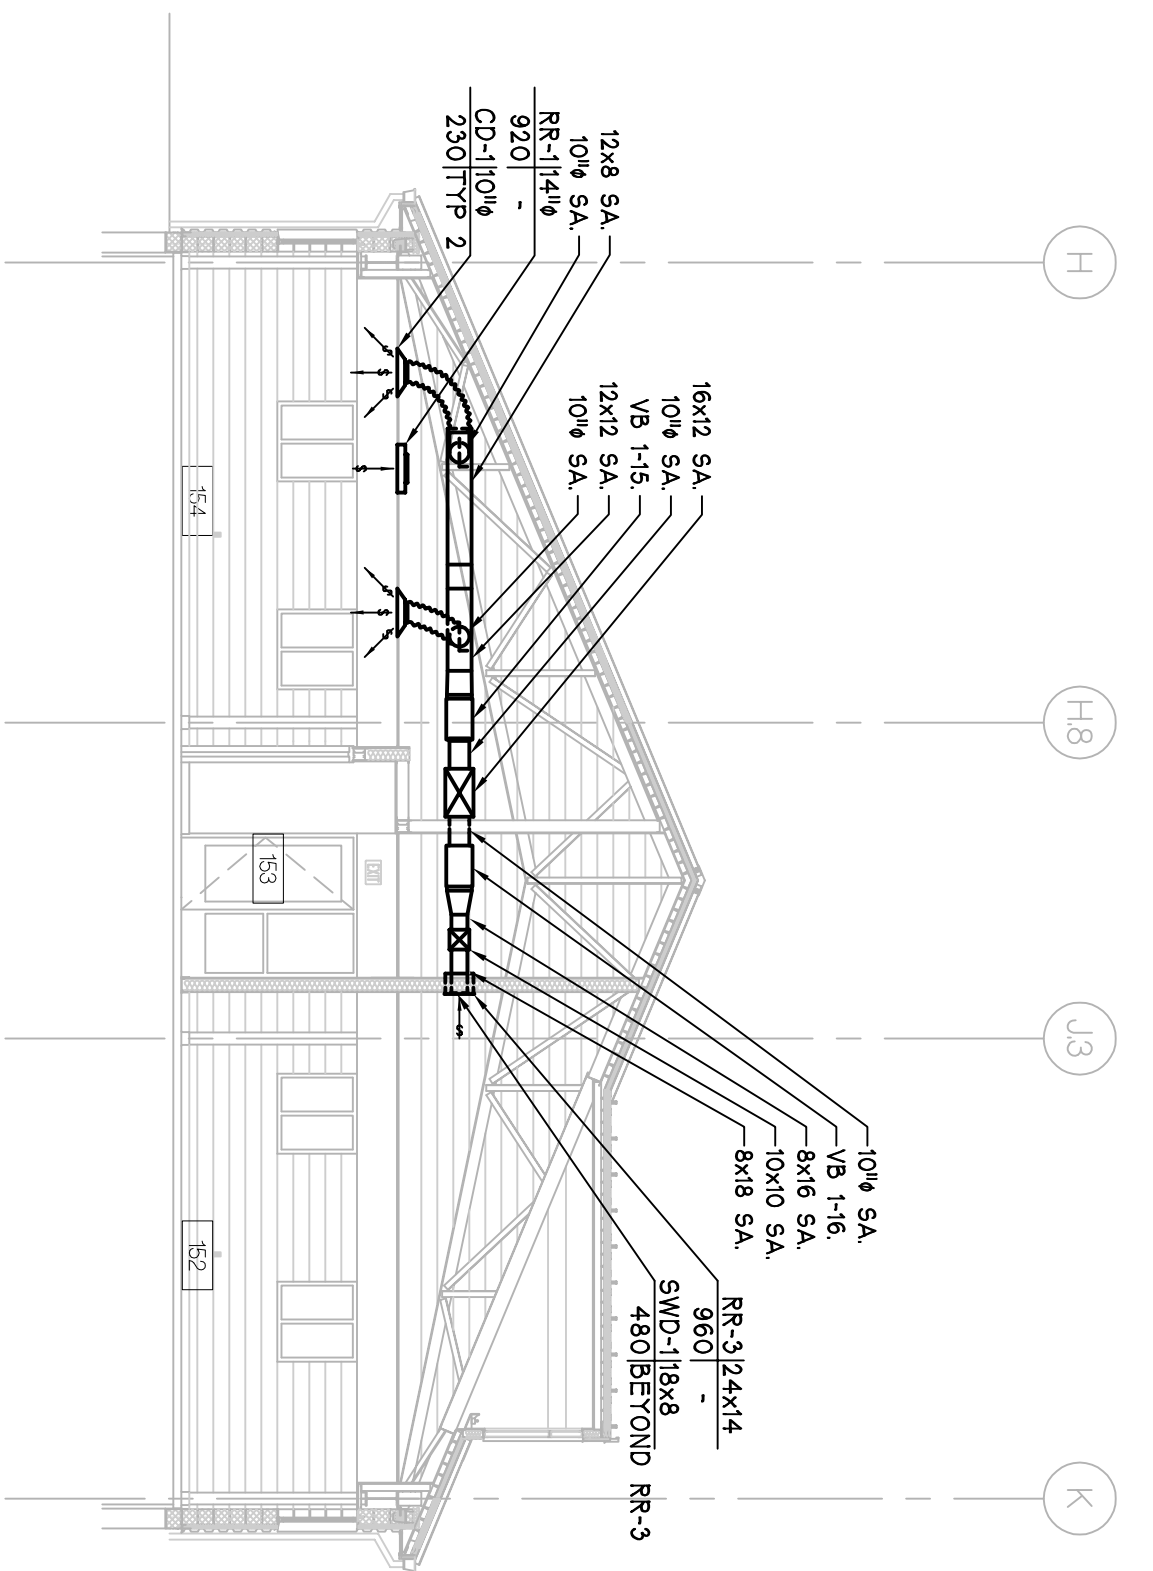 H
H.8
J.3
K
12x8 SA.
10"ø SA.
RR-1|14"ø
920 | -
CD-1|10"ø
230|TYP 2
16x12 SA.
10"ø SA.
VB 1-15.
12x12 SA.
10"ø SA.
10"ø SA.
VB 1-16.
8x16 SA.
10x10 SA.
8x18 SA.
RR-3|24x14
960 | -
SWD-1|18x8
480|BEYOND RR-3
S
S
S
S
S
S
S
S
EXIT
154
153
152